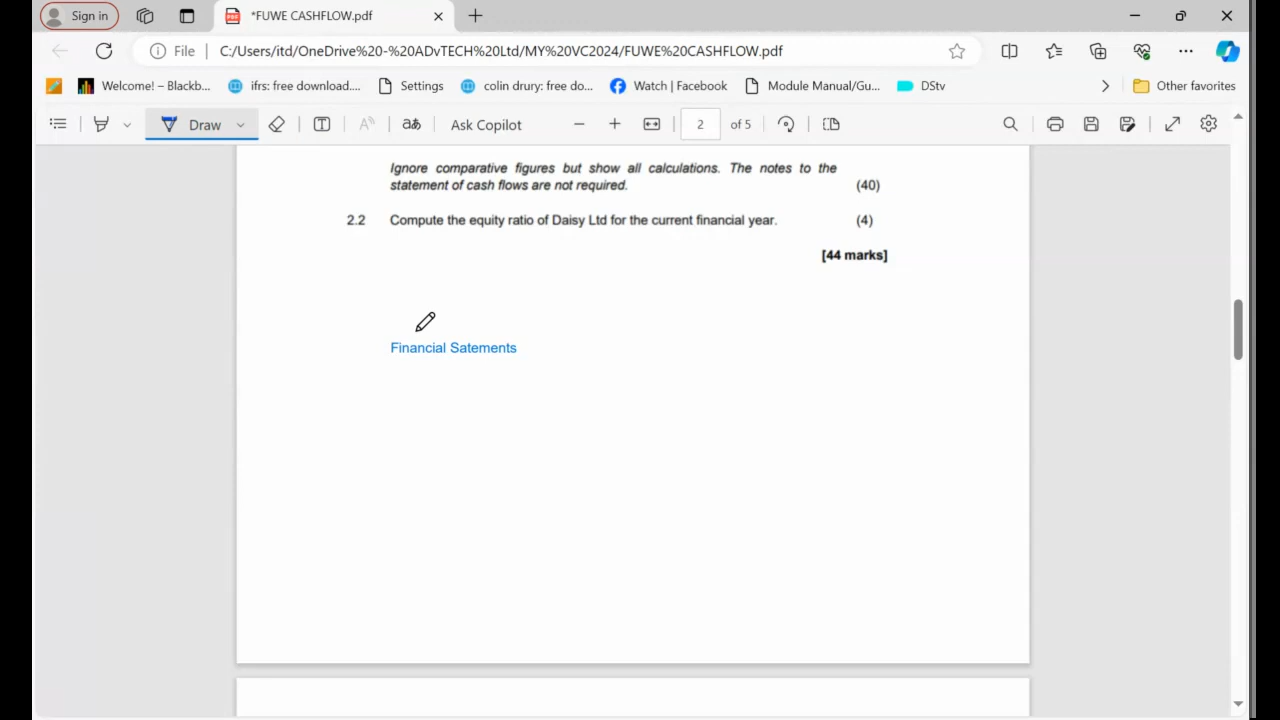 Sign in
*FUWE CASHFLOW.pdf
File
C:/Users/itd/OneDrive%20-%20ADvTECH%20Ltd/MY%20VC2024/FUWE%20CASHFLOW.pdf
Welcome! – Blackb...
ifrs: free download....
Settings
colin drury: free do...
Watch | Facebook
Module Manual/Gu...
DStv
Other favorites
Draw
Ask Copilot
2 of 5
Ignore comparative figures but show all calculations. The notes to the
statement of cash flows are not required. (40)
2.2 Compute the equity ratio of Daisy Ltd for the current financial year. (4)
[44 marks]
Financial Satements